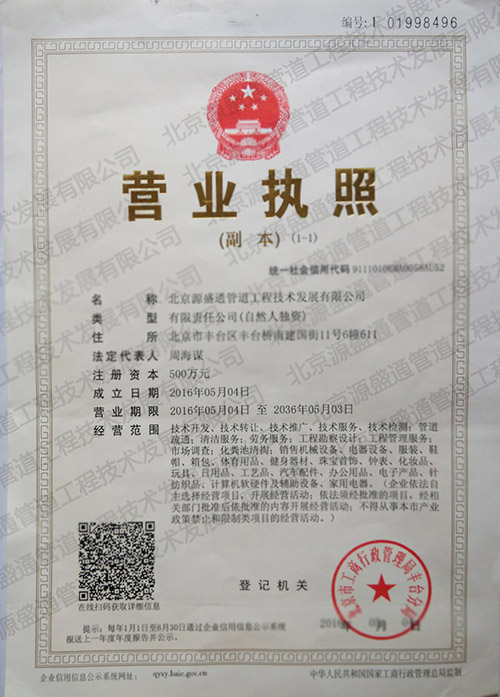 编号:1 01998496
营业执照
(副 本) (1-1)
统一社会信用代码 91110106MA0058AU52
名 称 北京源盛通管道工程技术发展有限公司
类 型 有限责任公司(自然人独资)
住 所 北京市丰台区丰台桥南建国街11号6幢611
法定代表人 周海谋
注册资本 500万元
成立日期 2016年05月04日
营业期限 2016年05月04日 至 2036年05月03日
经营范围 技术开发、技术转让、技术推广、技术服务、技术检测；管道
疏通；清洁服务；劳务服务；工程勘察设计；工程管理服务；
市场调查；化粪池清掏；销售机械设备、电器设备、服装、鞋
帽、箱包、体育用品、健身器材、珠宝首饰、钟表、化妆品、
玩具、日用品、工艺品、汽车配件、办公用品、电子产品、针
纺织品、计算机软硬件及辅助设备、家用电器。(企业依法自
主选择经营项目，开展经营活动；依法须经批准的项目，经相
关部门批准后依批准的内容开展经营活动；不得从事本市产业
政策禁止和限制类项目的经营活动。)
在线扫码获取详细信息
登记机关
北京市工商行政管理局丰台分局
年 月 日
提示：每年1月1日至6月30日通过企业信用信息公示系统
报送上一年度年度报告并公示。
企业信用信息公示系统网址： qyxy.baic.gov.cn
中华人民共和国国家工商行政管理总局监制
北京源盛通管道工程技术发展有限公司